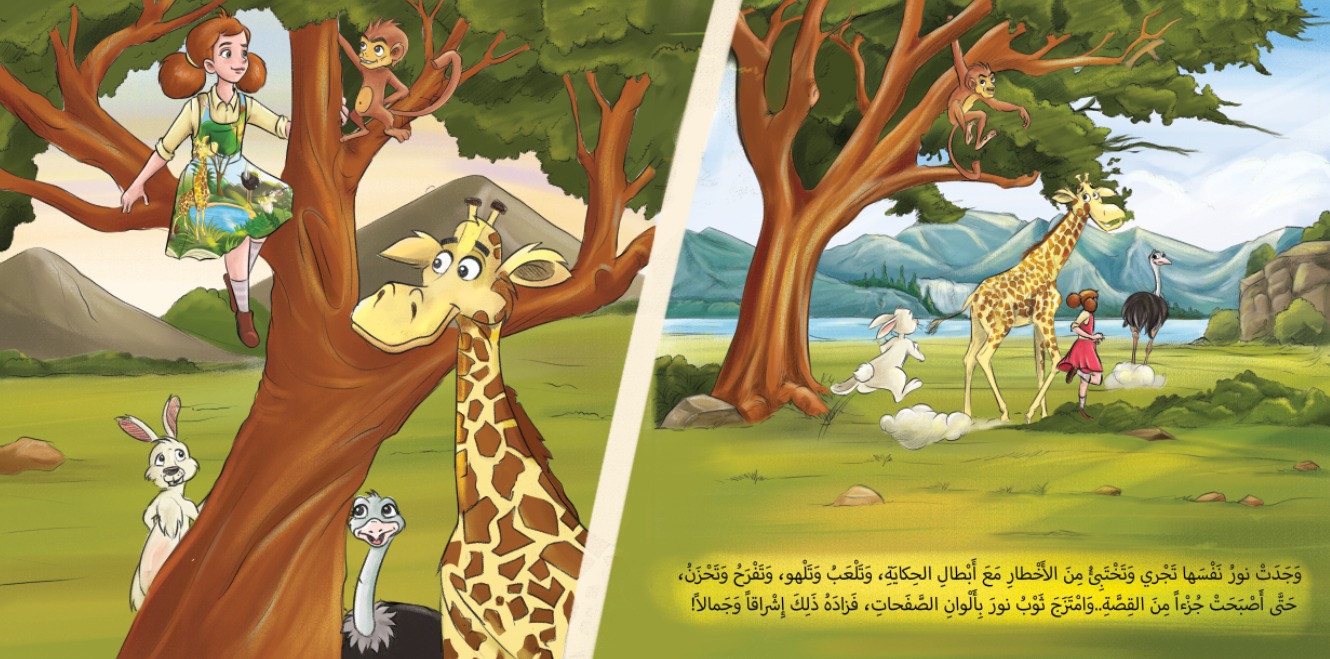 وَجَدَتْ نورُ نَفْسَها تَجْري وَتَخْتَبِئُ مِنَ الأَخْطارِ مَعَ أَبْطالِ الحِكايَةِ، وَتَلْعَبُ وَتَلْهو، وَتَفْرَحُ وَتَحْزَنُ،
حَتَّى أَصْبَحَتْ جُزْءاً مِنَ القِصَّةِ..وَامْتَزَجَ ثَوْبُ نورَ بِأَلْوانِ الصَّفَحاتِ، فَزادَهُ ذَلِكَ إِشْراقاً وَجَمالاً!